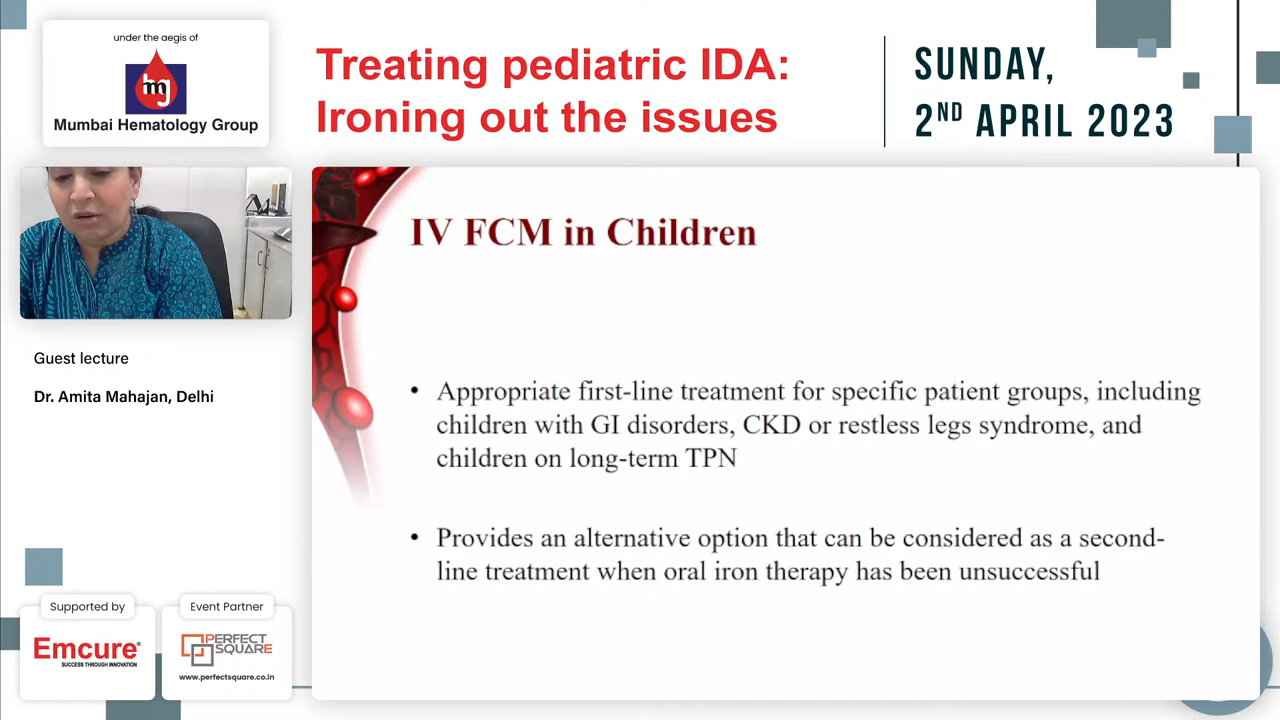 under the aegis of
hmg
Mumbai Hematology Group
Treating pediatric IDA:
Ironing out the issues
SUNDAY,
2ND APRIL 2023
Guest lecture
Dr. Amita Mahajan, Delhi
IV FCM in Children
• Appropriate first-line treatment for specific patient groups, including
children with GI disorders, CKD or restless legs syndrome, and
children on long-term TPN
• Provides an alternative option that can be considered as a second-
line treatment when oral iron therapy has been unsuccessful
Supported by
Emcure®
SUCCESS THROUGH INNOVATION
Event Partner
PERFECT
SQUARE
www.perfectsquare.co.in